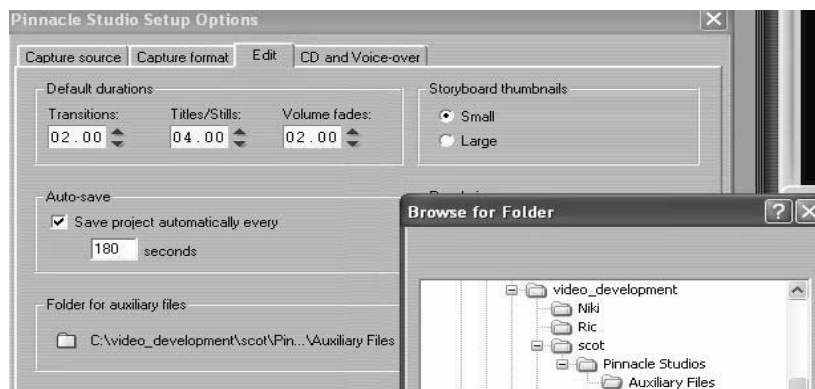 Pinnacle Studio Setup Options
Capture source Capture format Edit CD and Voice-over
Default durations
Transitions: Titles/Stills: Volume fades:
02.00 04.00 02.00
Storyboard thumbnails
Small
Large
Auto-save
Save project automatically every
180 seconds
Folder for auxiliary files
C:\video_development\scot\Pin...\Auxiliary Files
Browse for Folder
video_development
Niki
Ric
scot
Pinnacle Studios
Auxiliary Files